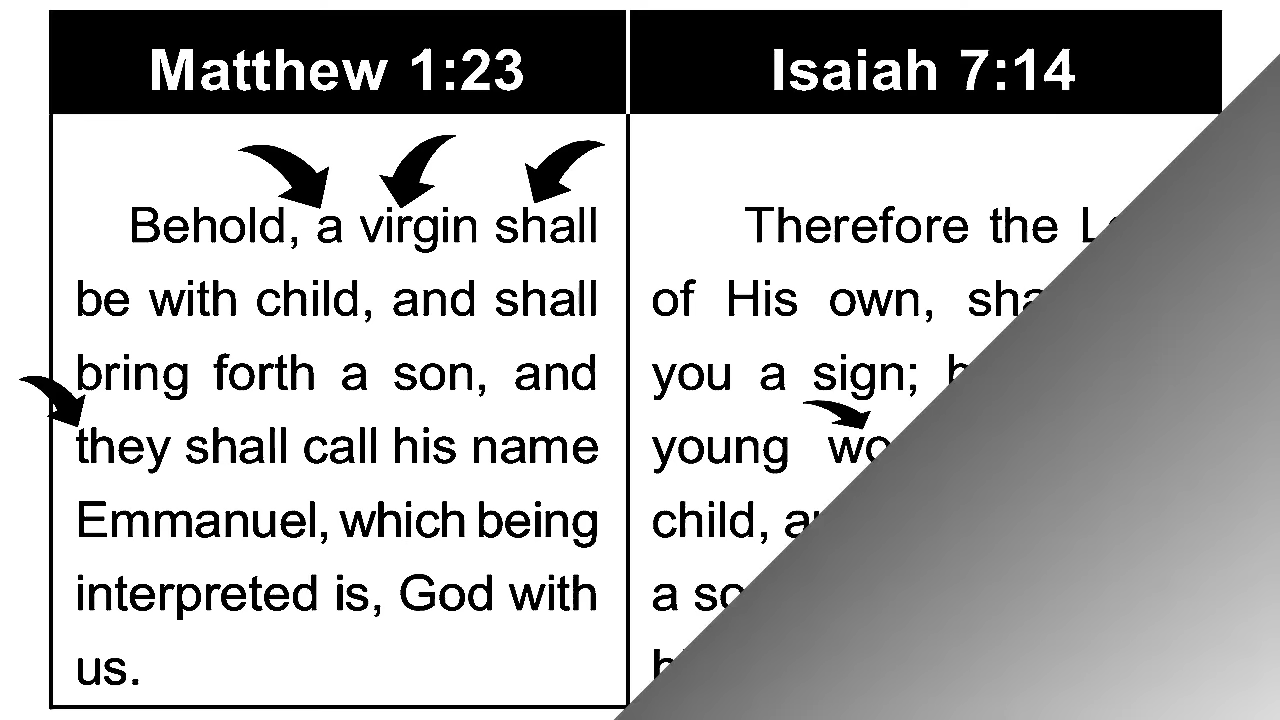 Matthew 1:23
Behold, a virgin shall
be with child, and shall
bring forth a son, and
they shall call his name
Emmanuel, which being
interpreted is, God with
us.
Isaiah 7:14
Therefore the
of His own,
you a sign;
young
child,
a